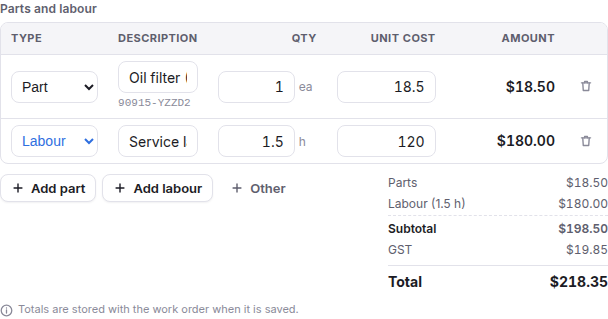 Parts and labour
TYPE DESCRIPTION QTY UNIT COST AMOUNT
Part Oil filter ( 1 ea 18.5 $18.50
90915-YZZD2
Labour Service l 1.5 h 120 $180.00
+ Add part + Add labour + Other
Parts $18.50
Labour (1.5 h) $180.00
Subtotal $198.50
GST $19.85
Total $218.35
Totals are stored with the work order when it is saved.